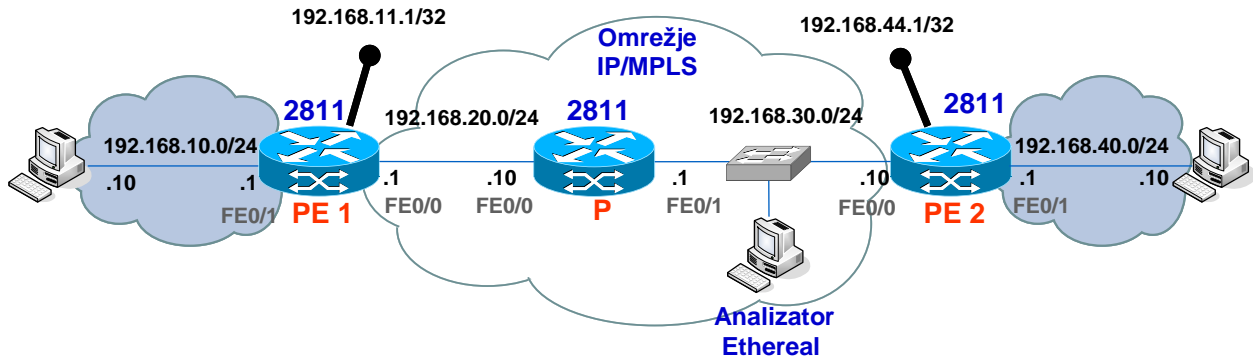 192.168.11.1/32
192.168.44.1/32
Omrežje
IP/MPLS
2811
2811
2811
192.168.10.0/24
192.168.20.0/24
192.168.30.0/24
192.168.40.0/24
.10
.1
.1
.10
.1
.10
.1
.10
FE0/1
PE 1
FE0/0
FE0/0
P
FE0/1
FE0/0
PE 2
FE0/1
Analizator
Ethereal